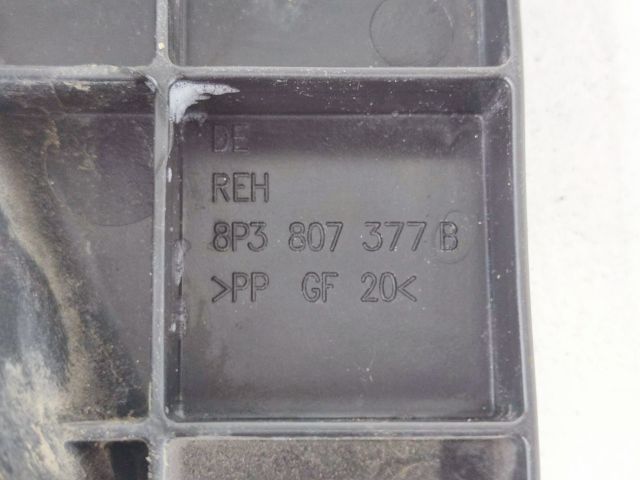 DE
REH
8P3 807 377 B
>PP GF 20<